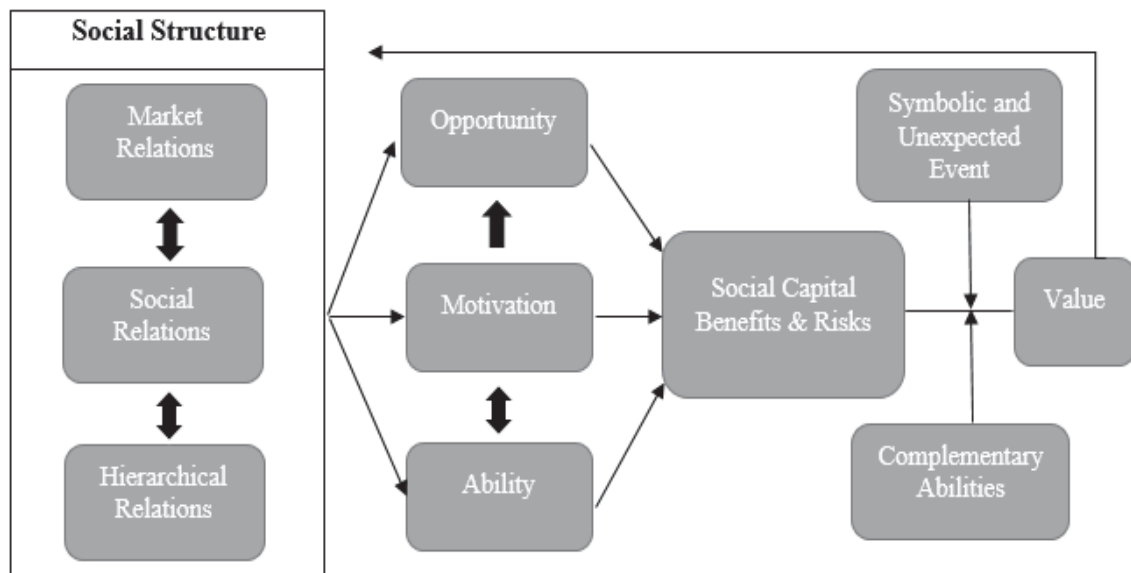 Social Structure
Market
Relations
Social
Relations
Hierarchical
Relations
Opportunity
Motivation
Ability
Social Capital
Benefits & Risks
Symbolic and
Unexpected
Event
Value
Complementary
Abilities